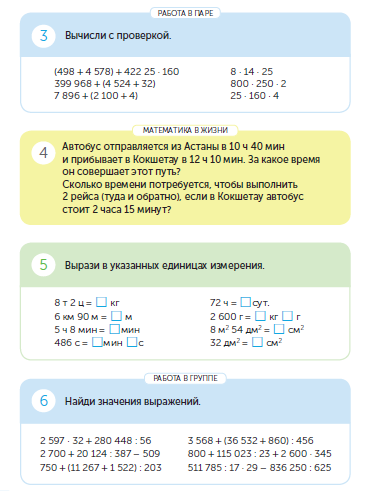 РАБОТА В ПАРЕ
3 Вычисли с проверкой.
(498 + 4 578) + 422 25 · 160
399 968 + (4 524 + 32)
7 896 + (2 100 + 4)
8 · 14 · 25
800 · 250 · 2
25 · 160 · 4
МАТЕМАТИКА В ЖИЗНИ
4 Автобус отправляется из Астаны в 10 ч 40 мин
и прибывает в Кокшетау в 12 ч 10 мин. За какое время
он совершает этот путь?
Сколько времени потребуется, чтобы выполнить
2 рейса (туда и обратно), если в Кокшетау автобус
стоит 2 часа 15 минут?
5 Вырази в указанных единицах измерения.
8 т 2 ц = □ кг
6 км 90 м = □ м
5 ч 8 мин = □ мин
486 с = □ мин □ с
72 ч = □ сут.
2 600 г = □ кг □ г
8 м² 54 дм² = □ см²
32 дм² = □ см²
РАБОТА В ГРУППЕ
6 Найди значения выражений.
2 597 · 32 + 280 448 : 56
2 700 + 20 124 : 387 – 509
750 + (11 267 + 1 522) : 203
3 568 + (36 532 + 860) : 456
800 + 115 023 : 23 + 2 600 · 345
511 785 : 17 · 29 – 836 250 : 625